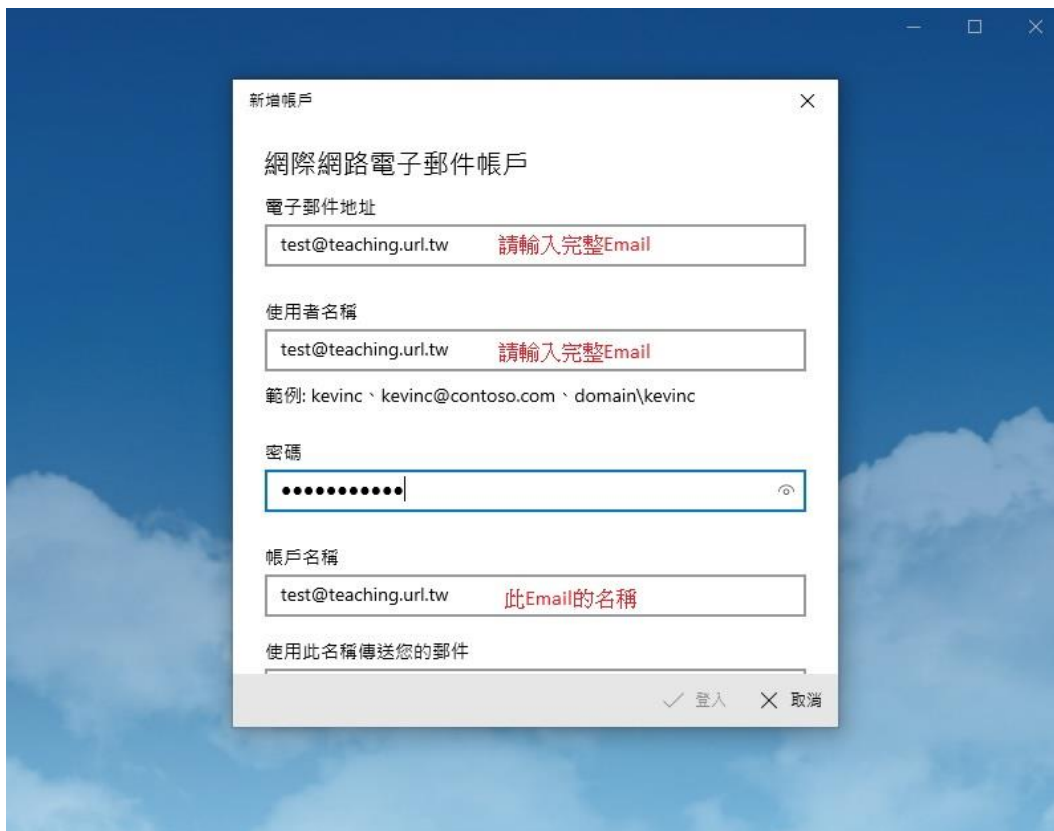 新增帳戶
網際網路電子郵件帳戶
電子郵件地址
test@teaching.url.tw 請輸入完整Email
使用者名稱
test@teaching.url.tw 請輸入完整Email
範例: kevinc、kevinc@contoso.com、domain\kevinc
密碼
●●●●●●●●●●●
帳戶名稱
test@teaching.url.tw 此Email的名稱
使用此名稱傳送您的郵件
登入 取消